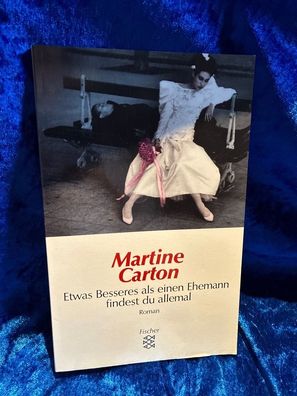 Martine
Carton
Etwas Besseres als einen Ehemann
findest du allemal
Roman
Fischer